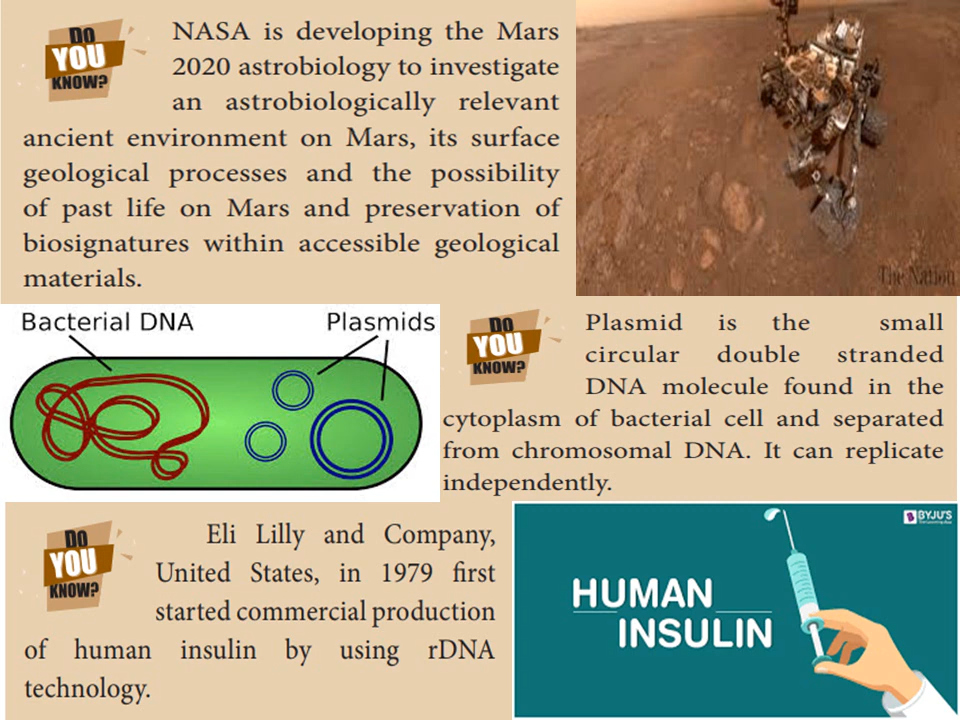 DO
YOU
KNOW?
NASA is developing the Mars
2020 astrobiology to investigate
an astrobiologically relevant
ancient environment on Mars, its surface
geological processes and the possibility
of past life on Mars and preservation of
biosignatures within accessible geological
materials.
The Nation
Bacterial DNA
Plasmids
DO
YOU
KNOW?
Plasmid is the small
circular double stranded
DNA molecule found in the
cytoplasm of bacterial cell and separated
from chromosomal DNA. It can replicate
independently.
DO
YOU
KNOW?
Eli Lilly and Company,
United States, in 1979 first
started commercial production
of human insulin by using rDNA
technology.
BYJU'S
The Learning App
HUMAN
INSULIN